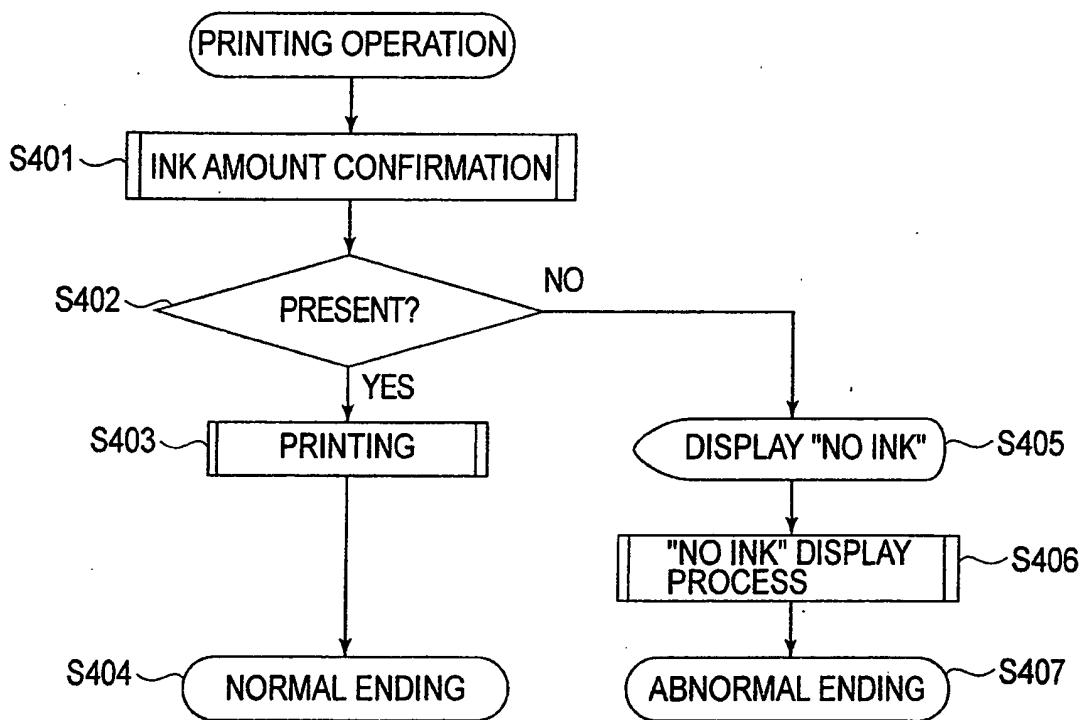 PRINTING OPERATION
S401
INK AMOUNT CONFIRMATION
S402
PRESENT?
NO
YES
S403
PRINTING
DISPLAY "NO INK"
S405
"NO INK" DISPLAY
PROCESS
S406
S404
NORMAL ENDING
ABNORMAL ENDING
S407